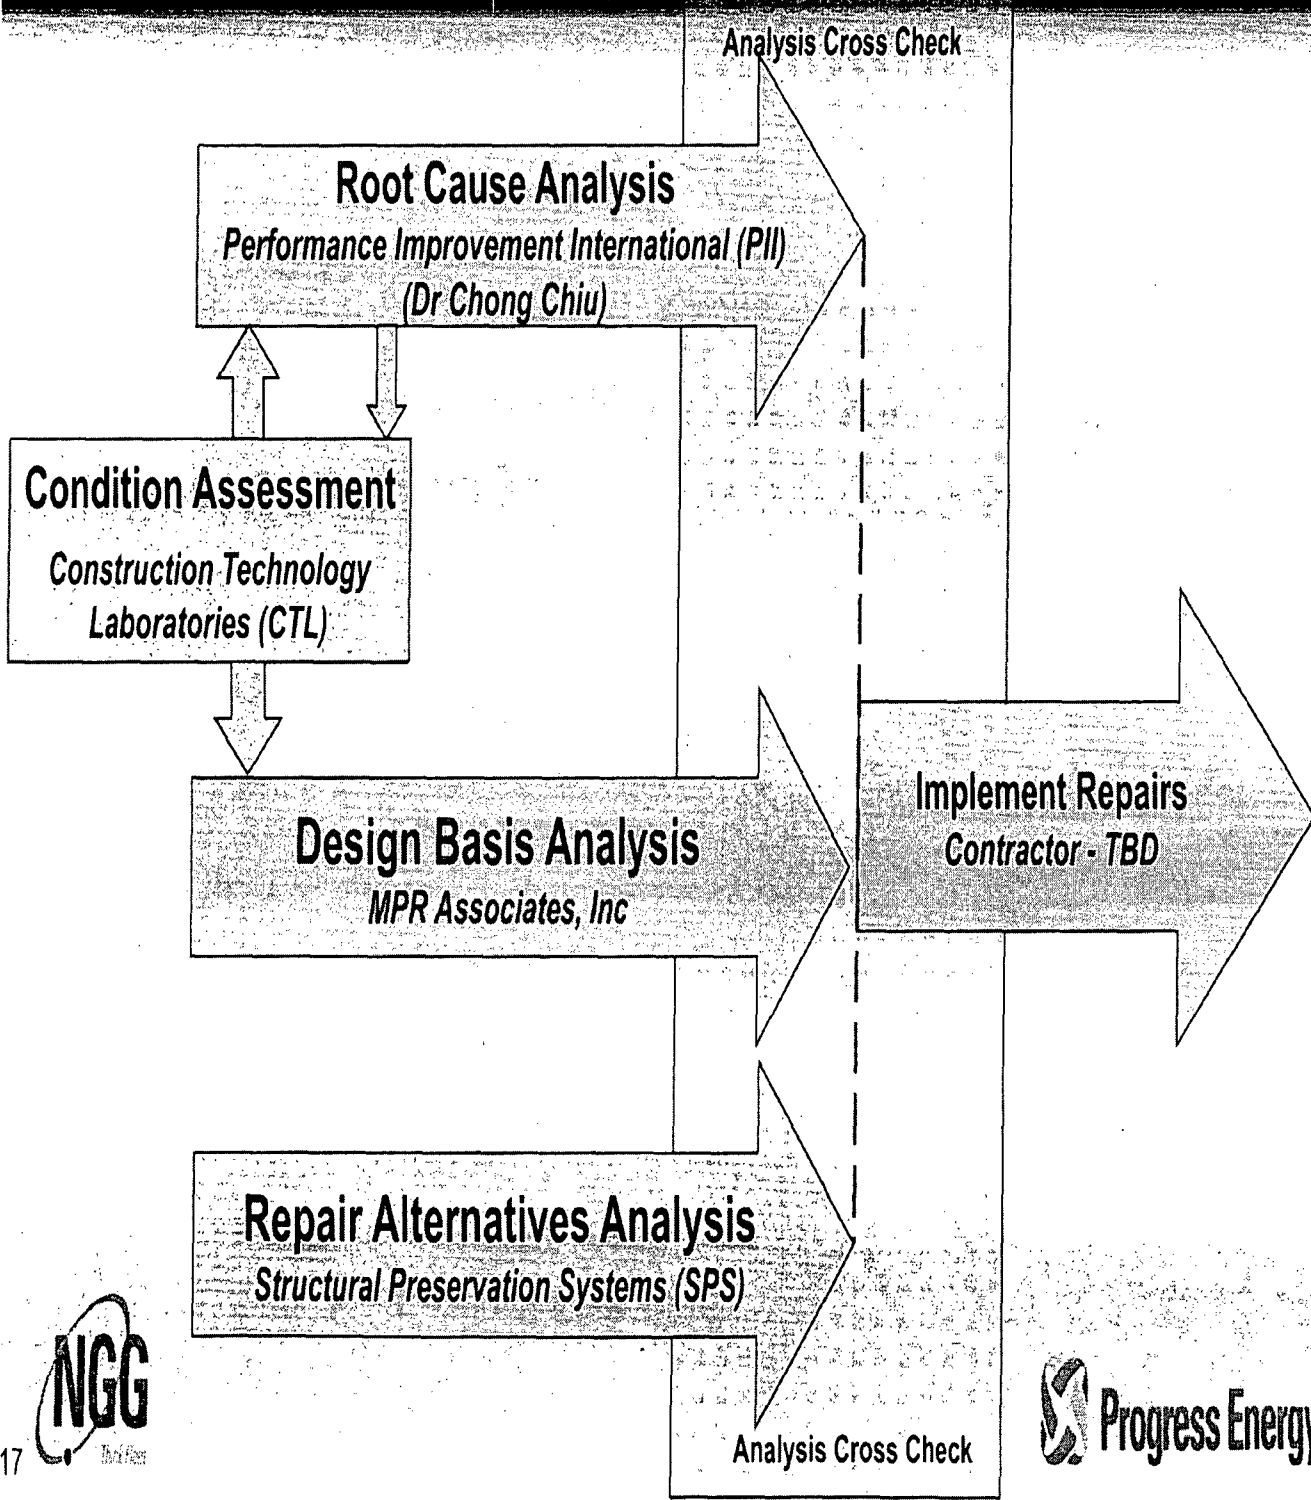 Analysis Cross Check
Root Cause Analysis
Performance Improvement International (PII)
(Dr Chong Chiu)
Condition Assessment
Construction Technology
Laboratories (CTL)
Design Basis Analysis
MPR Associates, Inc
Implement Repairs
Contractor - TBD
Repair Alternatives Analysis
Structural Preservation Systems (SPS)
NGG
17
Analysis Cross Check
Progress Energy